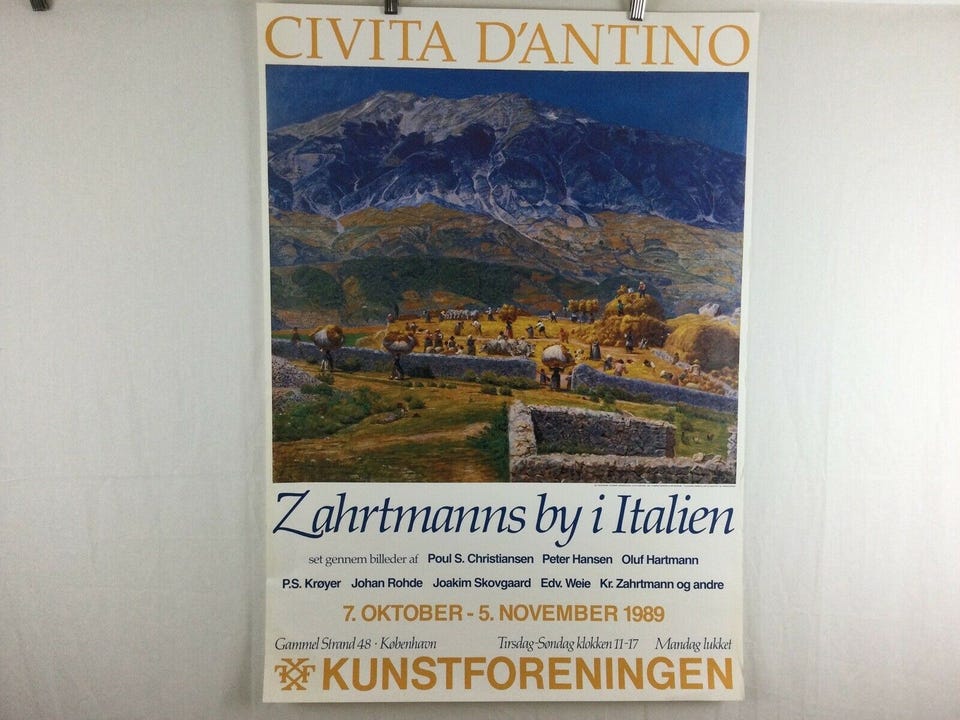 CIVITA D'ANTINO
Zahrtmanns by i Italien
set gennem billeder af Poul S. Christiansen Peter Hansen Oluf Hartmann
P.S. Krøyer Johan Rohde Joakim Skovgaard Edv. Weie Kr. Zahrtmann og andre
7. OKTOBER - 5. NOVEMBER 1989
Gammel Strand 48 · København Tirsdag-Søndag klokken 11-17 Mandag lukket
KUNSTFORENINGEN